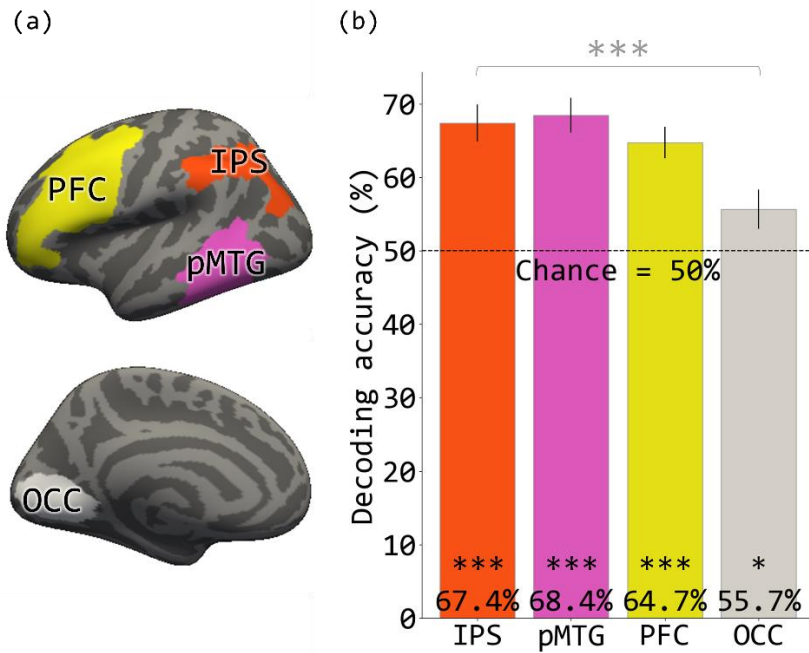 (a)
PFC
IPS
pMTG
OCC
(b)
***
Decoding accuracy (%)
70
60
50
40
30
20
10
0
Chance = 50%
*** *** *** *
67.4% 68.4% 64.7% 55.7%
IPS pMTG PFC OCC